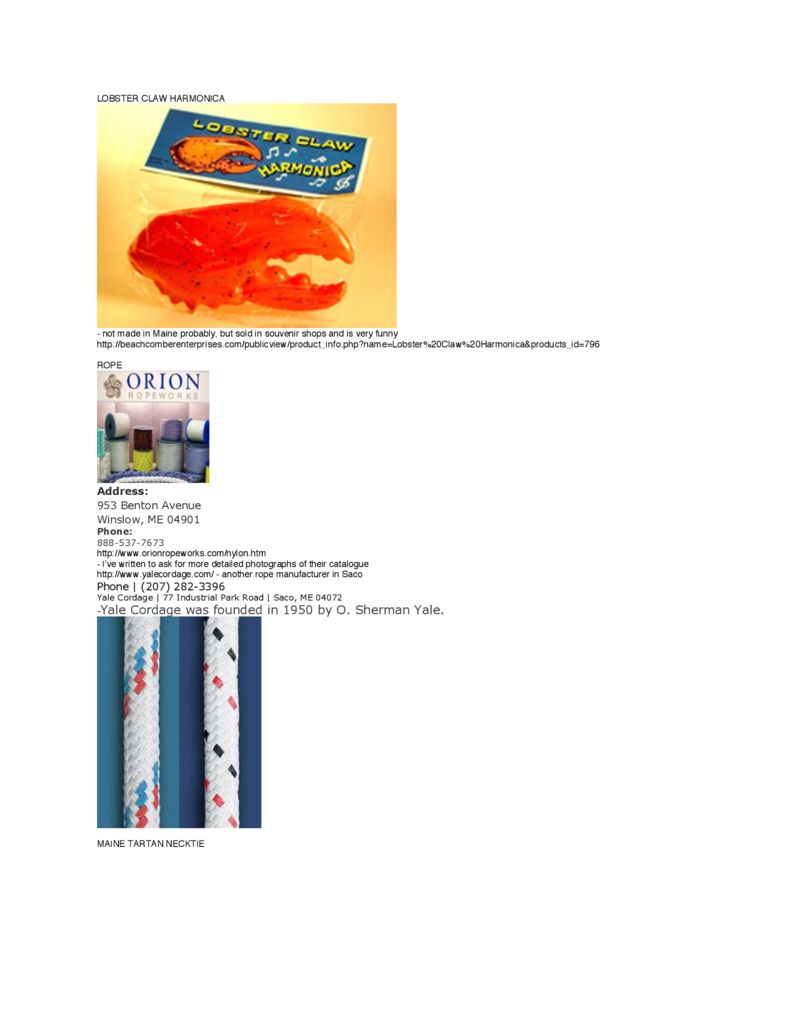 LOBSTER CLAW HARMONICA
LOBSTER CLAW
HARMONICA
- not made in Maine probably, but sold in souvenir shops and is very funny
http://beachcomberenterprises.com/publicview/product_info.php?name=Lobster%20Claw%20Harmonica&products_id=796
ROPE
ORION
ROPEWORKS
Address:
953 Benton Avenue
Winslow, ME 04901
Phone:
888-537-7673
http://www.orionropeworks.com/nylon.htm
- I've written to ask for more detailed photographs of their catalogue
http://www.yalecordage.com/ - another rope manufacturer in Saco
Phone | (207) 282-3396
Yale Cordage | 77 Industrial Park Road | Saco, ME 04072
-Yale Cordage was founded in 1950 by O. Sherman Yale.
MAINE TARTAN NECKTIE